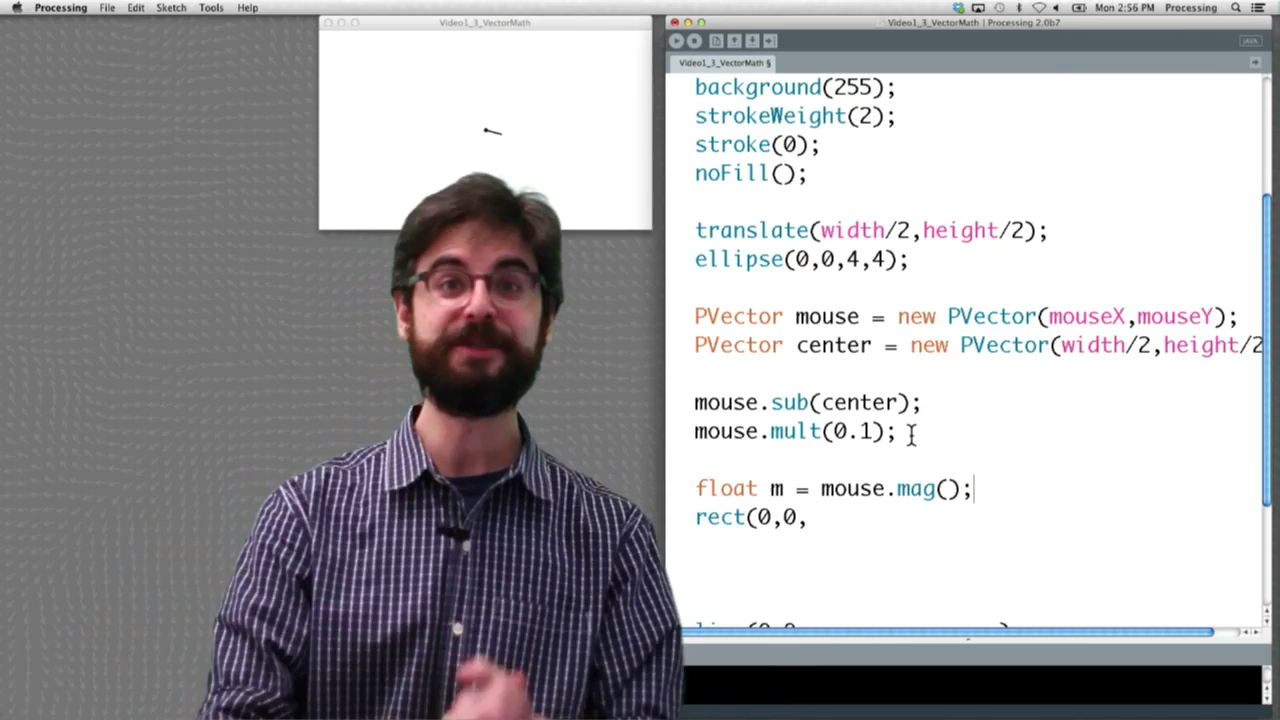 Processing File Edit Sketch Tools Help Mon 2:56 PM Processing
Video1_3_VectorMath
Video1_3_VectorMath | Processing 2.0b7
JAVA
Video1_3_VectorMath §
background(255);
strokeWeight(2);
stroke(0);
noFill();
translate(width/2,height/2);
ellipse(0,0,4,4);
PVector mouse = new PVector(mouseX,mouseY);
PVector center = new PVector(width/2,height/2
mouse.sub(center);
mouse.mult(0.1);
float m = mouse.mag();
rect(0,0,